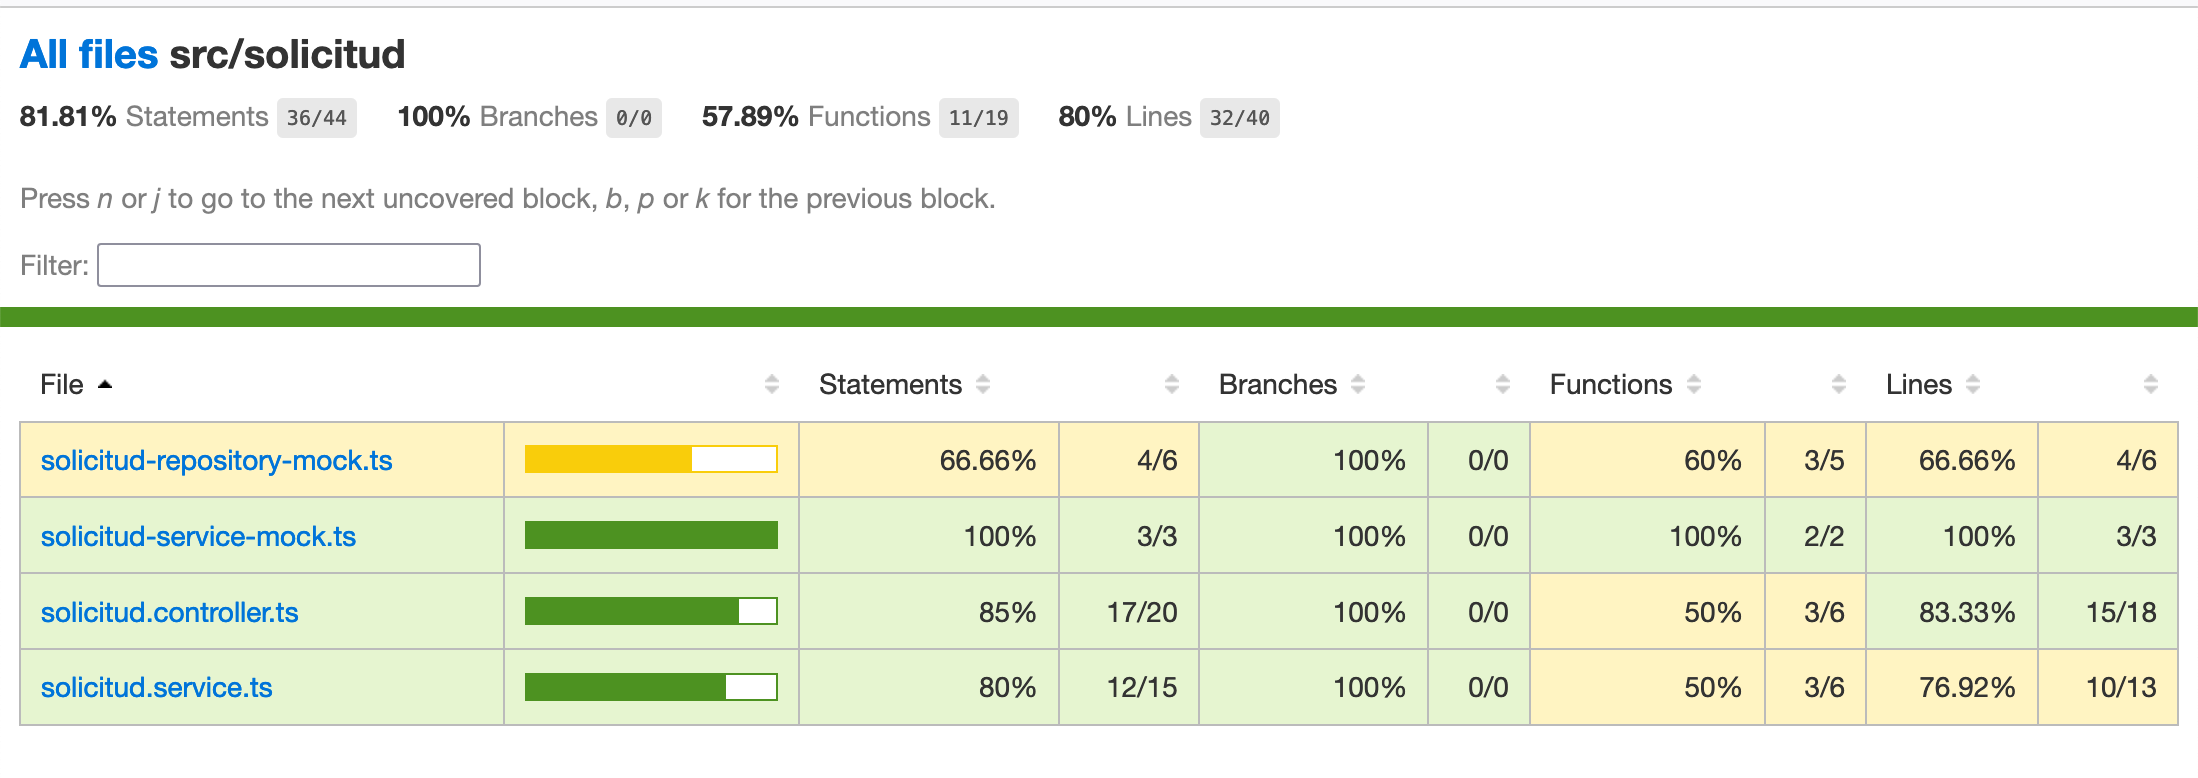 All files src/solicitud
81.81% Statements 36/44 100% Branches 0/0 57.89% Functions 11/19 80% Lines 32/40
Press n or j to go to the next uncovered block, b, p or k for the previous block.
Filter:
File Statements Branches Functions Lines
solicitud-repository-mock.ts 66.66% 4/6 100% 0/0 60% 3/5 66.66% 4/6
solicitud-service-mock.ts 100% 3/3 100% 0/0 100% 2/2 100% 3/3
solicitud.controller.ts 85% 17/20 100% 0/0 50% 3/6 83.33% 15/18
solicitud.service.ts 80% 12/15 100% 0/0 50% 3/6 76.92% 10/13